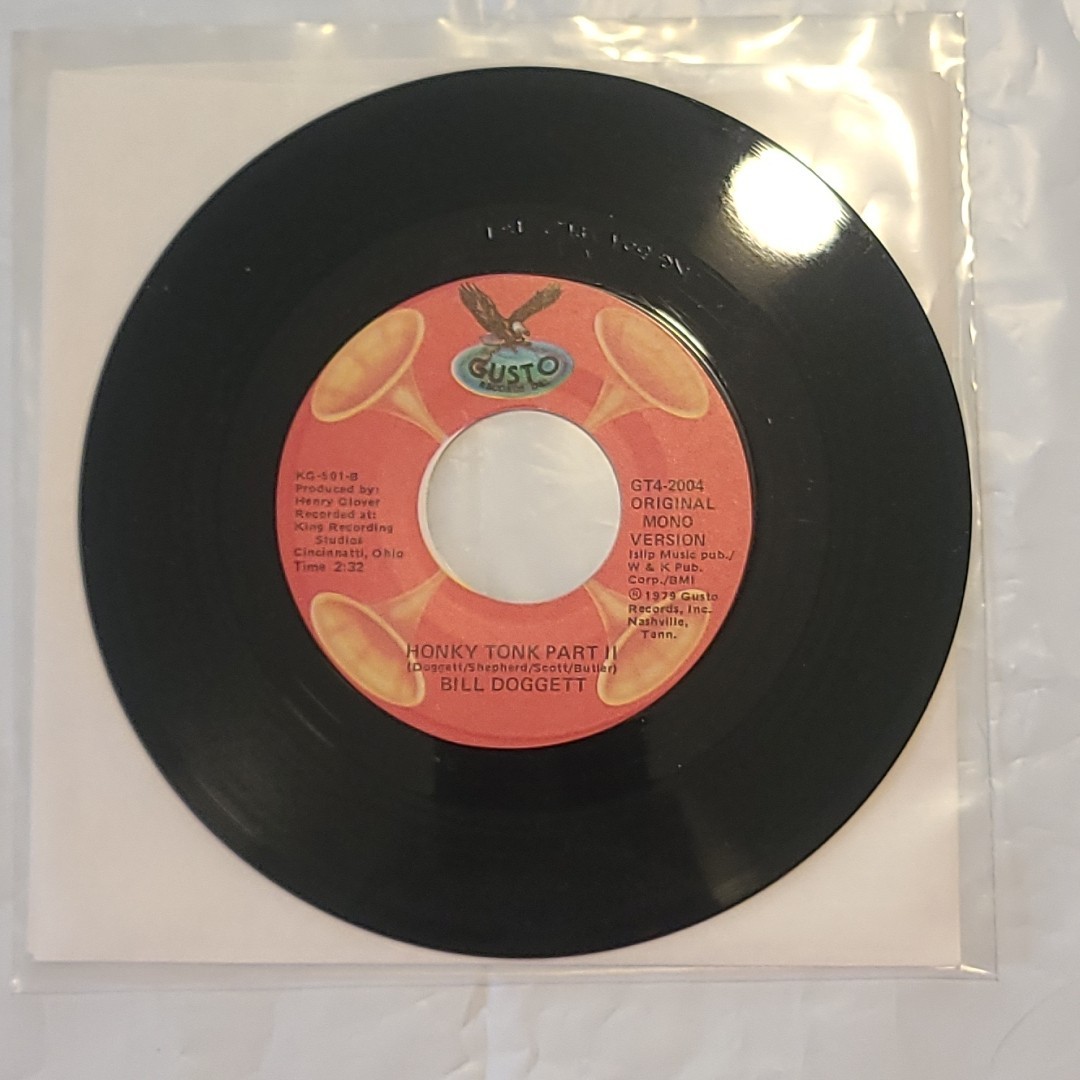 GUSTO
RECORDS INC.
KG-501-B
Produced by:
Henry Glover
Recorded at:
King Recording
Studios
Cincinnatti, Ohio
Time 2:32
GT4-2004
ORIGINAL
MONO
VERSION
Islip Music pub./
W & K Pub.
Corp./BMI
Ⓟ 1979 Gusto
Records, Inc.
Nashville,
Tenn.
HONKY TONK PART II
(Doggett/Shepherd/Scott/Butler)
BILL DOGGETT